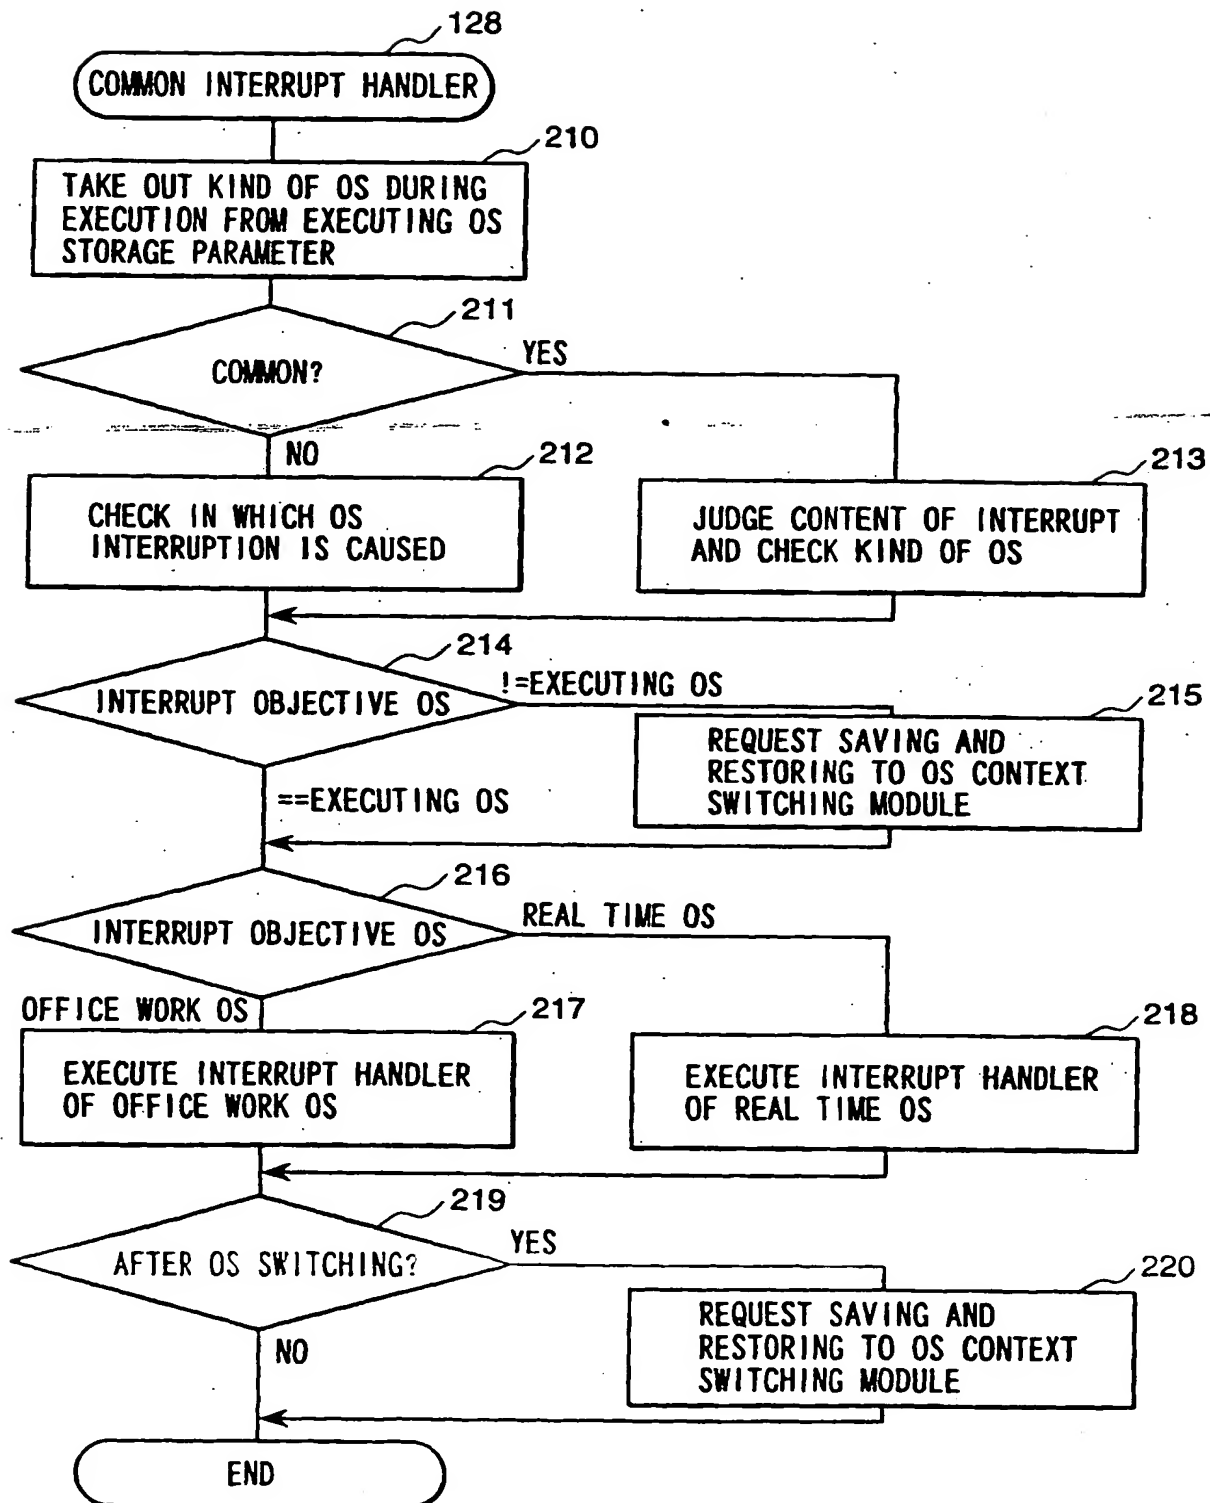 128
COMMON INTERRUPT HANDLER
210
TAKE OUT KIND OF OS DURING
EXECUTION FROM EXECUTING OS
STORAGE PARAMETER
211
COMMON?
YES
NO
212
CHECK IN WHICH OS
INTERRUPTION IS CAUSED
213
JUDGE CONTENT OF INTERRUPT
AND CHECK KIND OF OS
214
INTERRUPT OBJECTIVE OS
!=EXECUTING OS
215
REQUEST SAVING AND
RESTORING TO OS CONTEXT
SWITCHING MODULE
==EXECUTING OS
216
INTERRUPT OBJECTIVE OS
REAL TIME OS
OFFICE WORK OS
217
EXECUTE INTERRUPT HANDLER
OF OFFICE WORK OS
218
EXECUTE INTERRUPT HANDLER
OF REAL TIME OS
219
AFTER OS SWITCHING?
YES
220
REQUEST SAVING AND
RESTORING TO OS CONTEXT
SWITCHING MODULE
NO
END